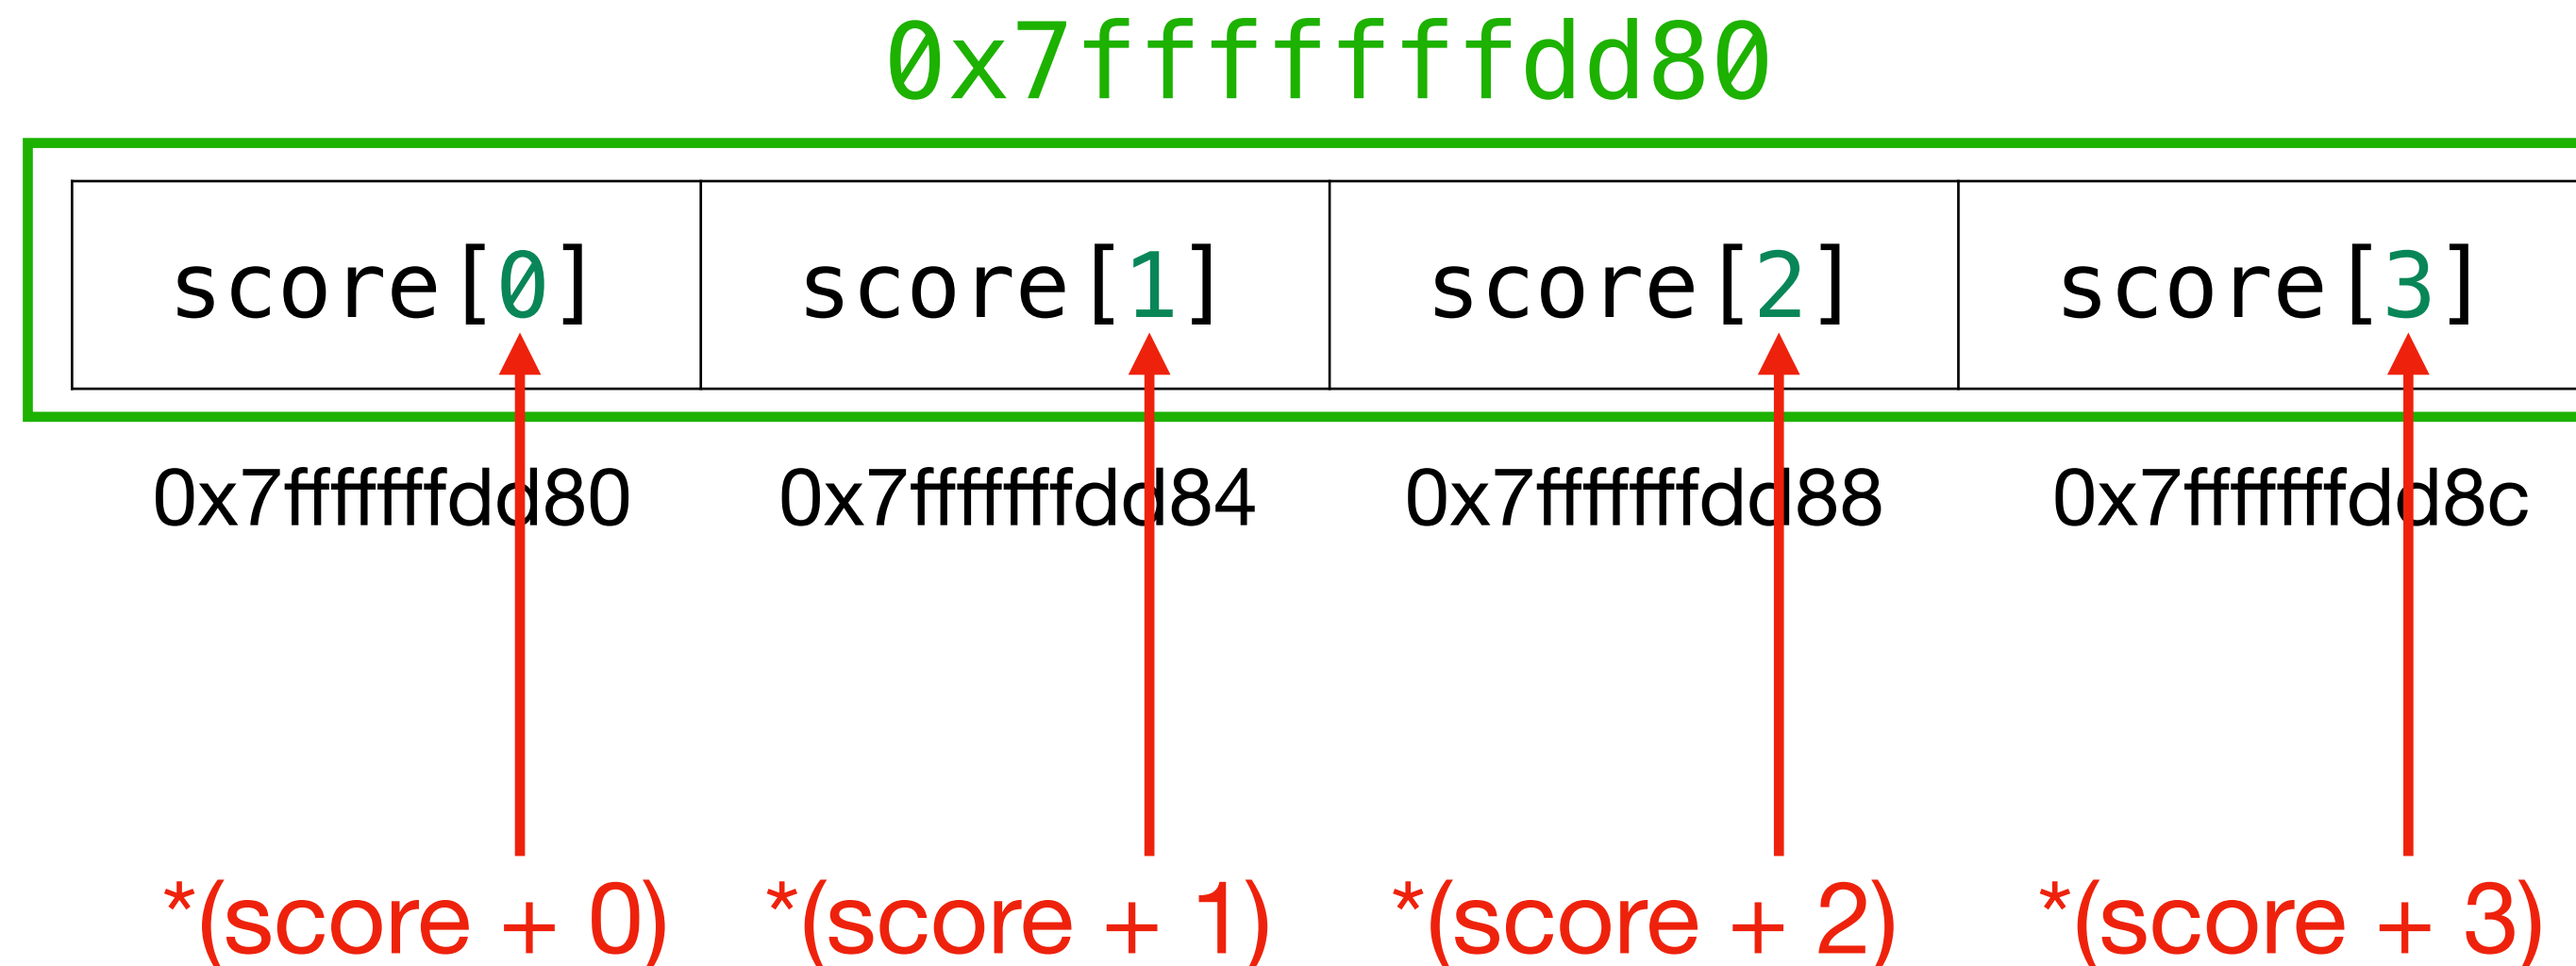 0x7fffffffdd80
score[0] score[1] score[2] score[3]
0x7fffffffdd80 0x7fffffffdd84 0x7fffffffdd88 0x7fffffffdd8c
*(score + 0) *(score + 1) *(score + 2) *(score + 3)